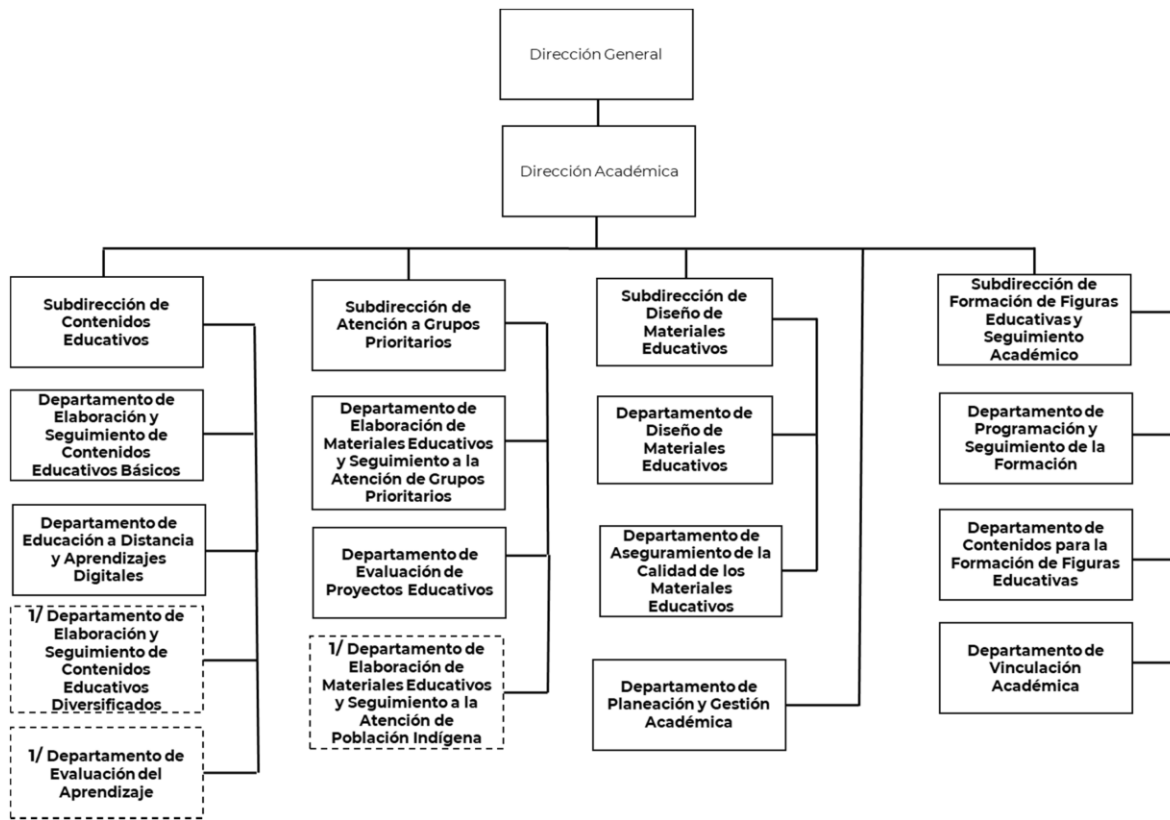 Dirección General
Dirección Académica
Subdirección de
Contenidos
Educativos
Departamento de
Elaboración y
Seguimiento de
Contenidos
Educativos Básicos
Departamento de
Educación a Distancia
y Aprendizajes
Digitales
1/ Departamento de
Elaboración y
Seguimiento de
Contenidos
Educativos
Diversificados
1/ Departamento de
Evaluación del
Aprendizaje
Subdirección de
Atención a Grupos
Prioritarios
Departamento de
Elaboración de
Materiales Educativos
y Seguimiento a la
Atención de Grupos
Prioritarios
Departamento de
Evaluación de
Proyectos Educativos
1/ Departamento de
Elaboración de
Materiales Educativos
y Seguimiento a la
Atención de
Población Indígena
Subdirección de
Diseño de
Materiales
Educativos
Departamento de
Diseño de
Materiales
Educativos
Departamento de
Aseguramiento de la
Calidad de los
Materiales
Educativos
Departamento de
Planeación y Gestión
Académica
Subdirección de
Formación de Figuras
Educativas y
Seguimiento
Académico
Departamento de
Programación y
Seguimiento de la
Formación
Departamento de
Contenidos para la
Formación de Figuras
Educativas
Departamento de
Vinculación
Académica